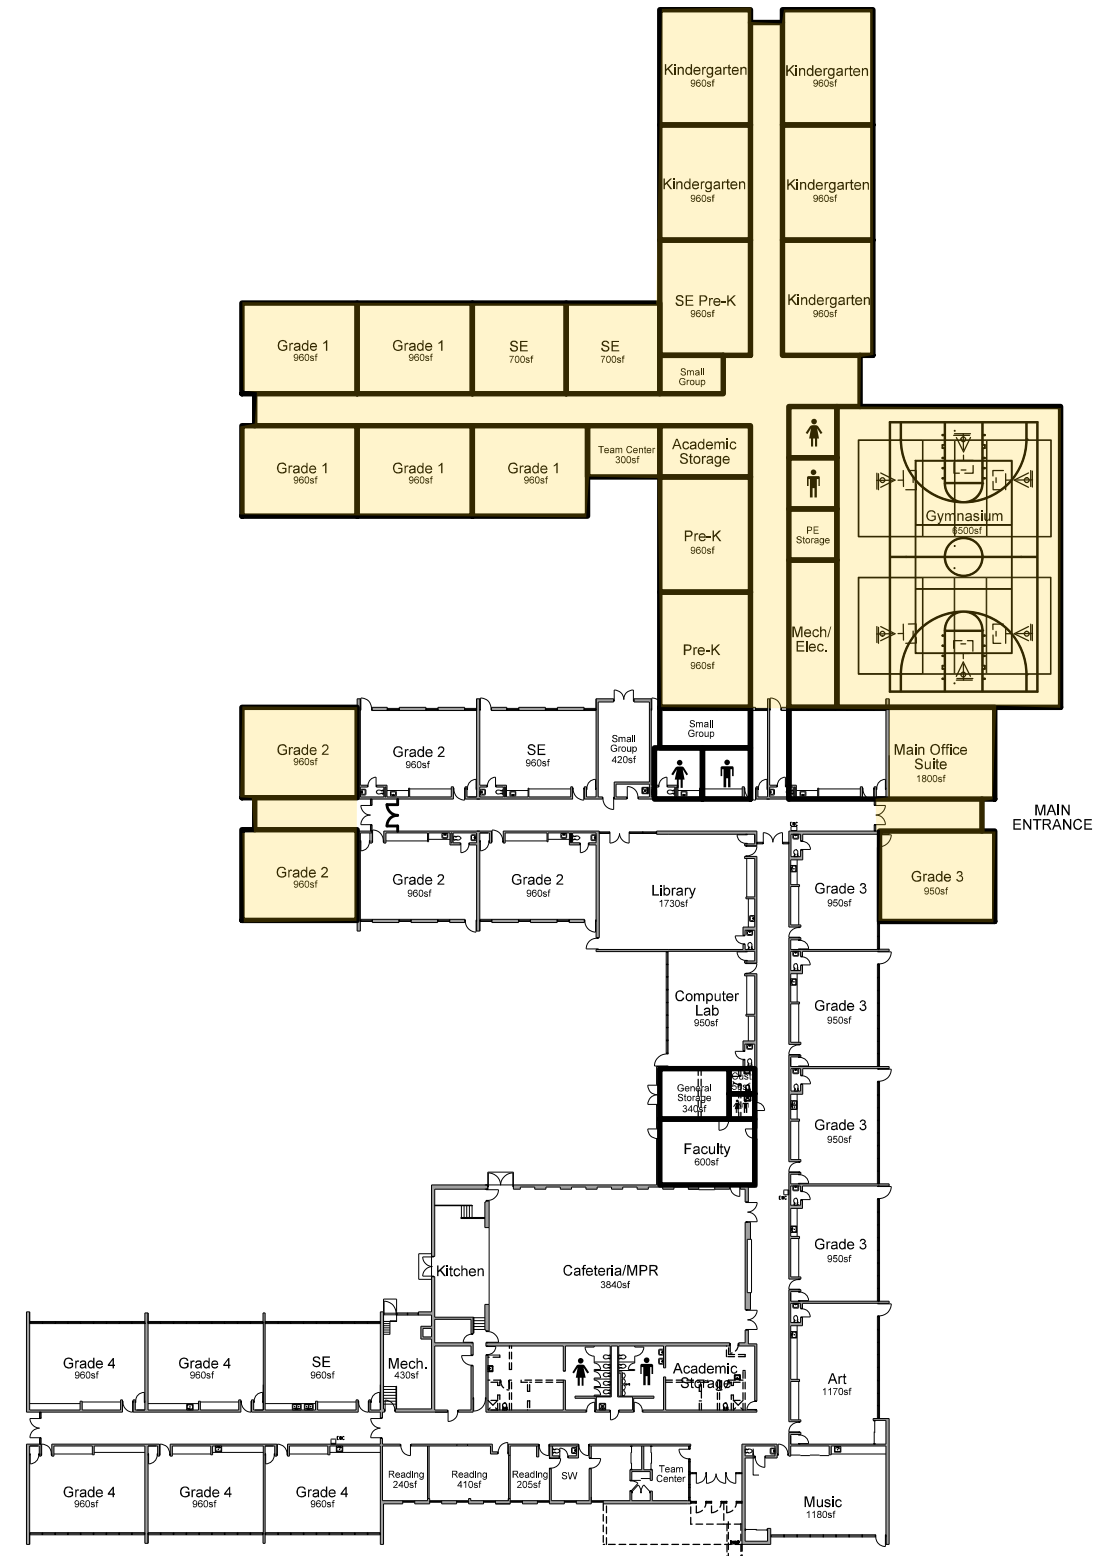 Kindergarten
960sf
Kindergarten
960sf
Kindergarten
960sf
Kindergarten
960sf
SE Pre-K
960sf
Kindergarten
960sf
Grade 1
960sf
Grade 1
960sf
SE
700sf
SE
700sf
Small
Group
Grade 1
960sf
Grade 1
960sf
Grade 1
960sf
Team Center
300sf
Academic
Storage
Pre-K
960sf
PE
Storage
Gymnasium
6500sf
Pre-K
960sf
Mech/
Elec.
Grade 2
960sf
Grade 2
960sf
SE
960sf
Small
Group
420sf
Small
Group
Main Office
Suite
1800sf
MAIN
ENTRANCE
Grade 2
960sf
Grade 2
960sf
Grade 2
960sf
Library
1730sf
Grade 3
950sf
Grade 3
950sf
Computer
Lab
950sf
Grade 3
950sf
General
Storage
340sf
Grade 3
950sf
Faculty
600sf
Grade 3
950sf
Kitchen
Cafeteria/MPR
3840sf
Grade 4
960sf
Grade 4
960sf
SE
960sf
Mech.
430sf
Academic
Storage
Art
1170sf
Grade 4
960sf
Grade 4
960sf
Grade 4
960sf
Reading
240sf
Reading
410sf
Reading
205sf
SW
Team
Center
Music
1180sf